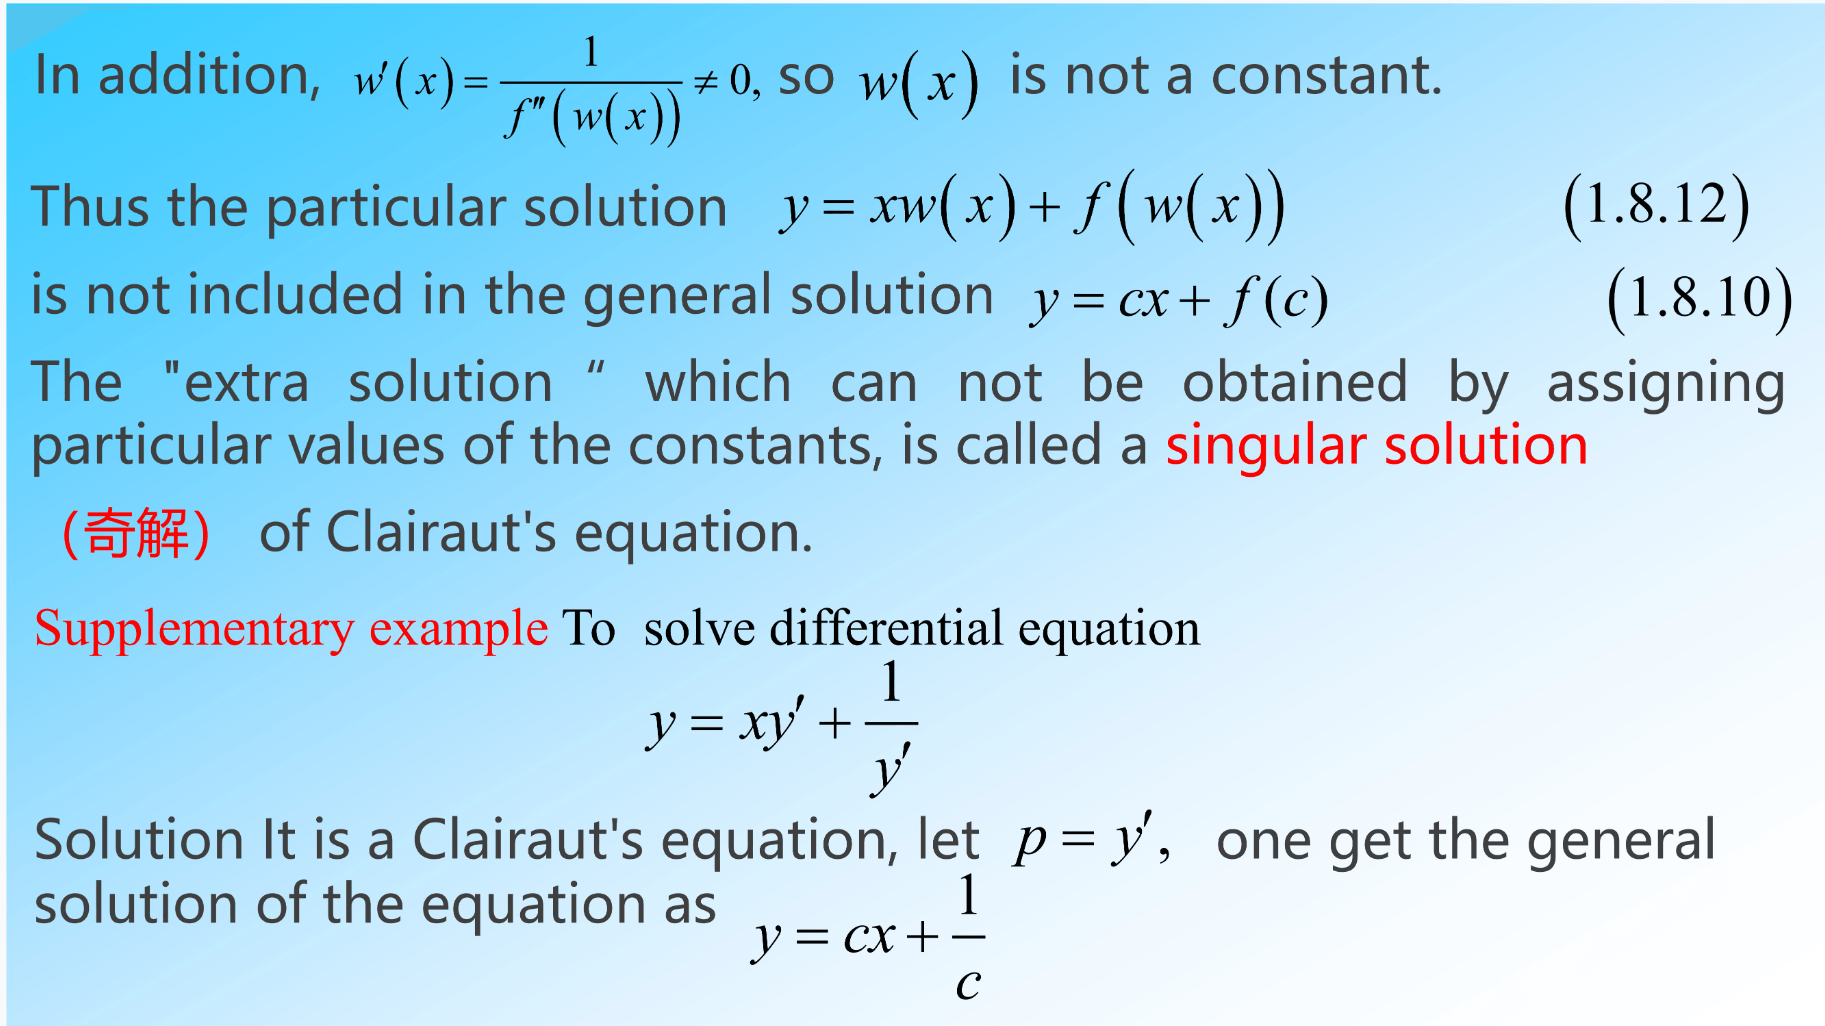 In addition, w′(x) = 1/f″(w(x)) ≠ 0, so w(x) is not a constant.
Thus the particular solution y = xw(x) + f(w(x)) (1.8.12)
is not included in the general solution y = cx + f(c) (1.8.10)
The "extra solution “ which can not be obtained by assigning
particular values of the constants, is called a singular solution
（奇解） of Clairaut's equation.
Supplementary example To solve differential equation
y = xy′ + 1/y′
Solution It is a Clairaut's equation, let p = y′, one get the general
solution of the equation as y = cx + 1/c